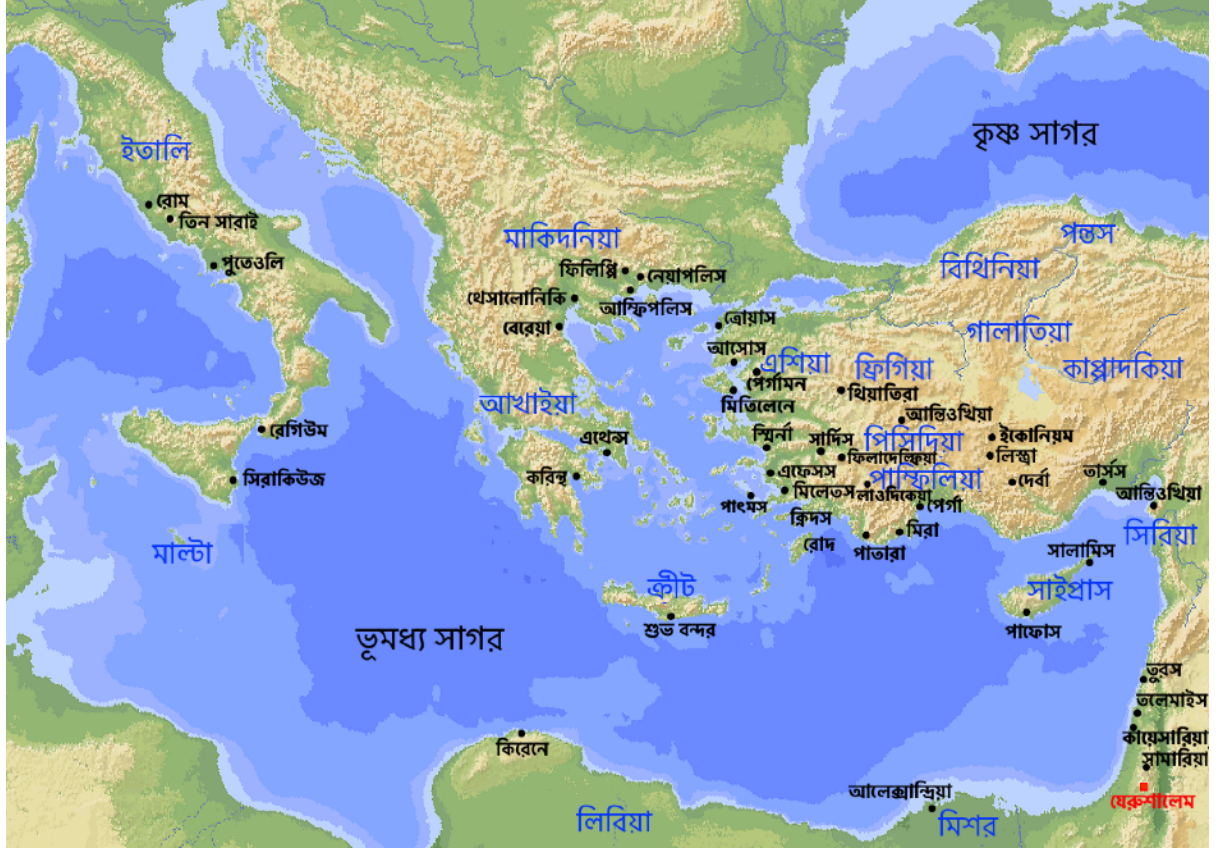 কৃষ্ণ সাগর
ইতালি
রোম
তিন সারাই
পুতেওলি
মাকিদনিয়া
পন্তস
বিথিনিয়া
ফিলিপ্পি
নেয়াপলিস
থেসালোনিকি
আম্ফিপলিস
বেরেয়া
ত্রোয়াস
গালাতিয়া
আসোস
এশিয়া
ফ্রিগিয়া
কাপ্পাদকিয়া
পের্গামন
থিয়াতিরা
মিতিলেনে
আখাইয়া
আন্তিওখিয়া
রেগিউম
এথেন্স
স্মির্না
সার্দিস
পিসিদিয়া
ইকোনিয়ম
ফিলাদেল্ফিয়া
লিস্ত্রা
সিরাকিউজ
করিন্থ
এফেসস
পাম্ফিলিয়া
দের্বা
তার্সস
মিলেতস
লাওদিকেয়া
আন্তিওখিয়া
পাৎমস
পের্গা
ক্নিদস
মিরা
সিরিয়া
মাল্টা
রোদ
পাতারা
সালামিস
ক্রীট
সাইপ্রাস
শুভ বন্দর
পাফোস
ভূমধ্য সাগর
তুরস
তলেমাইস
কিরেনে
কায়েসারিয়া
সামারিয়া
আলেক্সান্দ্রিয়া
যেরুশালেম
লিবিয়া
মিশর